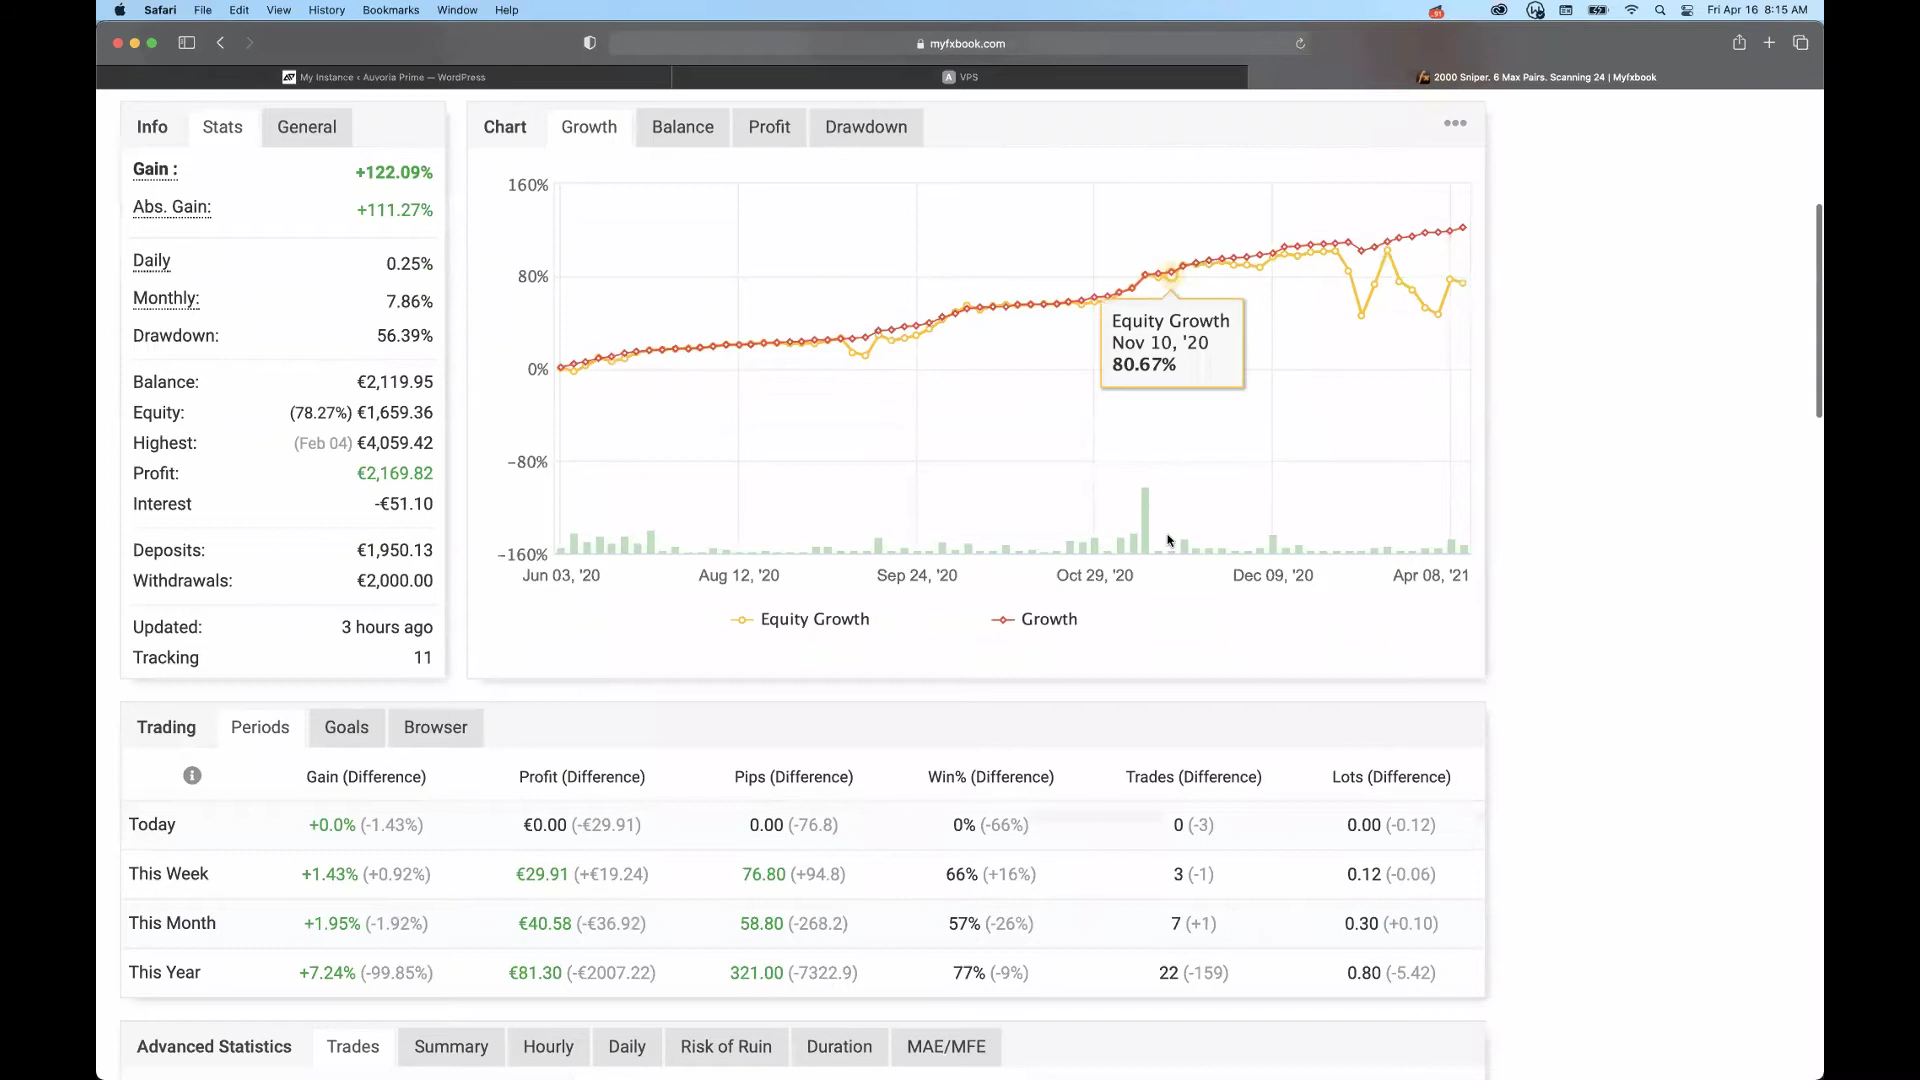 Safari File Edit View History Bookmarks Window Help Fri Apr 16 8:15 AM
myfxbook.com
My Instance ‹ Auvoria Prime — WordPress
VPS
2000 Sniper. 6 Max Pairs. Scanning 24 | Myfxbook
Info Stats General
Gain : +122.09%
Abs. Gain: +111.27%
Daily 0.25%
Monthly: 7.86%
Drawdown: 56.39%
Balance: €2,119.95
Equity: (78.27%) €1,659.36
Highest: (Feb 04) €4,059.42
Profit: €2,169.82
Interest -€51.10
Deposits: €1,950.13
Withdrawals: €2,000.00
Updated: 3 hours ago
Tracking 11
Chart Growth Balance Profit Drawdown
160%
80%
0%
-80%
-160%
Equity Growth
Nov 10, '20
80.67%
Jun 03, '20 Aug 12, '20 Sep 24, '20 Oct 29, '20 Dec 09, '20 Apr 08, '21
Equity Growth Growth
Trading Periods Goals Browser
Gain (Difference) Profit (Difference) Pips (Difference) Win% (Difference) Trades (Difference) Lots (Difference)
Today +0.0% (-1.43%) €0.00 (-€29.91) 0.00 (-76.8) 0% (-66%) 0 (-3) 0.00 (-0.12)
This Week +1.43% (+0.92%) €29.91 (+€19.24) 76.80 (+94.8) 66% (+16%) 3 (-1) 0.12 (-0.06)
This Month +1.95% (-1.92%) €40.58 (-€36.92) 58.80 (-268.2) 57% (-26%) 7 (+1) 0.30 (+0.10)
This Year +7.24% (-99.85%) €81.30 (-€2007.22) 321.00 (-7322.9) 77% (-9%) 22 (-159) 0.80 (-5.42)
Advanced Statistics Trades Summary Hourly Daily Risk of Ruin Duration MAE/MFE